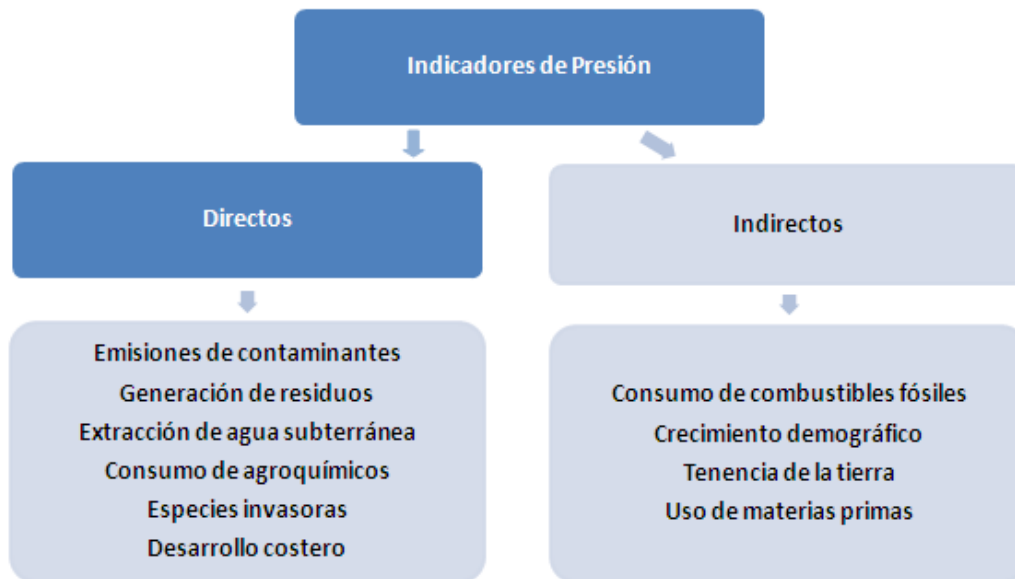 Indicadores de Presión
Directos
Emisiones de contaminantes
Generación de residuos
Extracción de agua subterránea
Consumo de agroquímicos
Especies invasoras
Desarrollo costero
Indirectos
Consumo de combustibles fósiles
Crecimiento demográfico
Tenencia de la tierra
Uso de materias primas